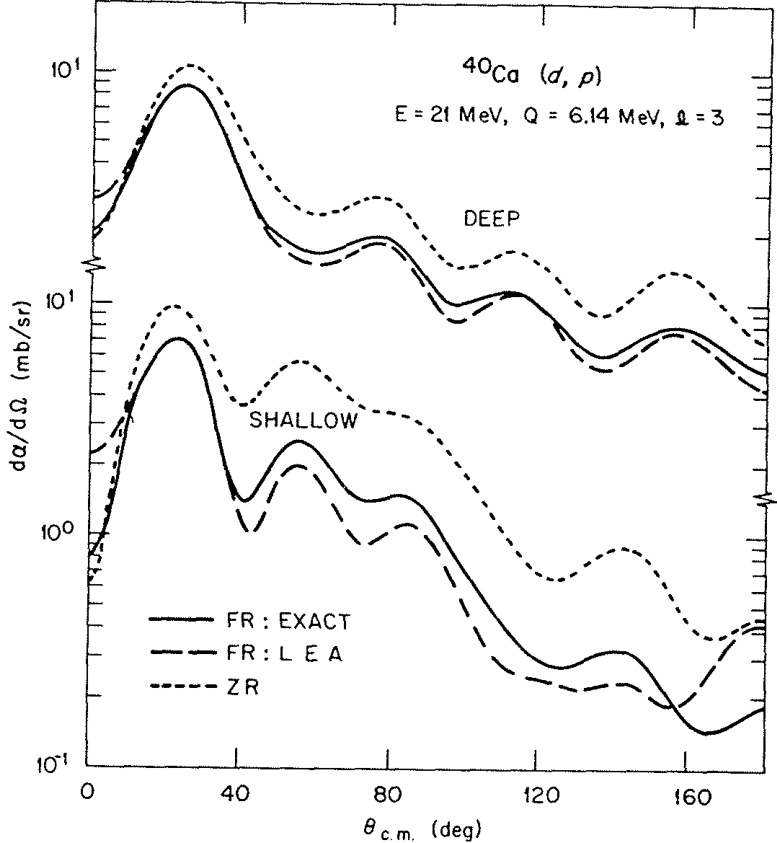 ⁴⁰Ca (d, p)
E = 21 MeV, Q = 6.14 MeV, ℓ = 3
10¹
DEEP
10¹
SHALLOW
10⁰
FR : EXACT
FR : L E A
ZR
10⁻¹
0 40 80 120 160
θ c.m. (deg)
dα/dΩ (mb/sr)